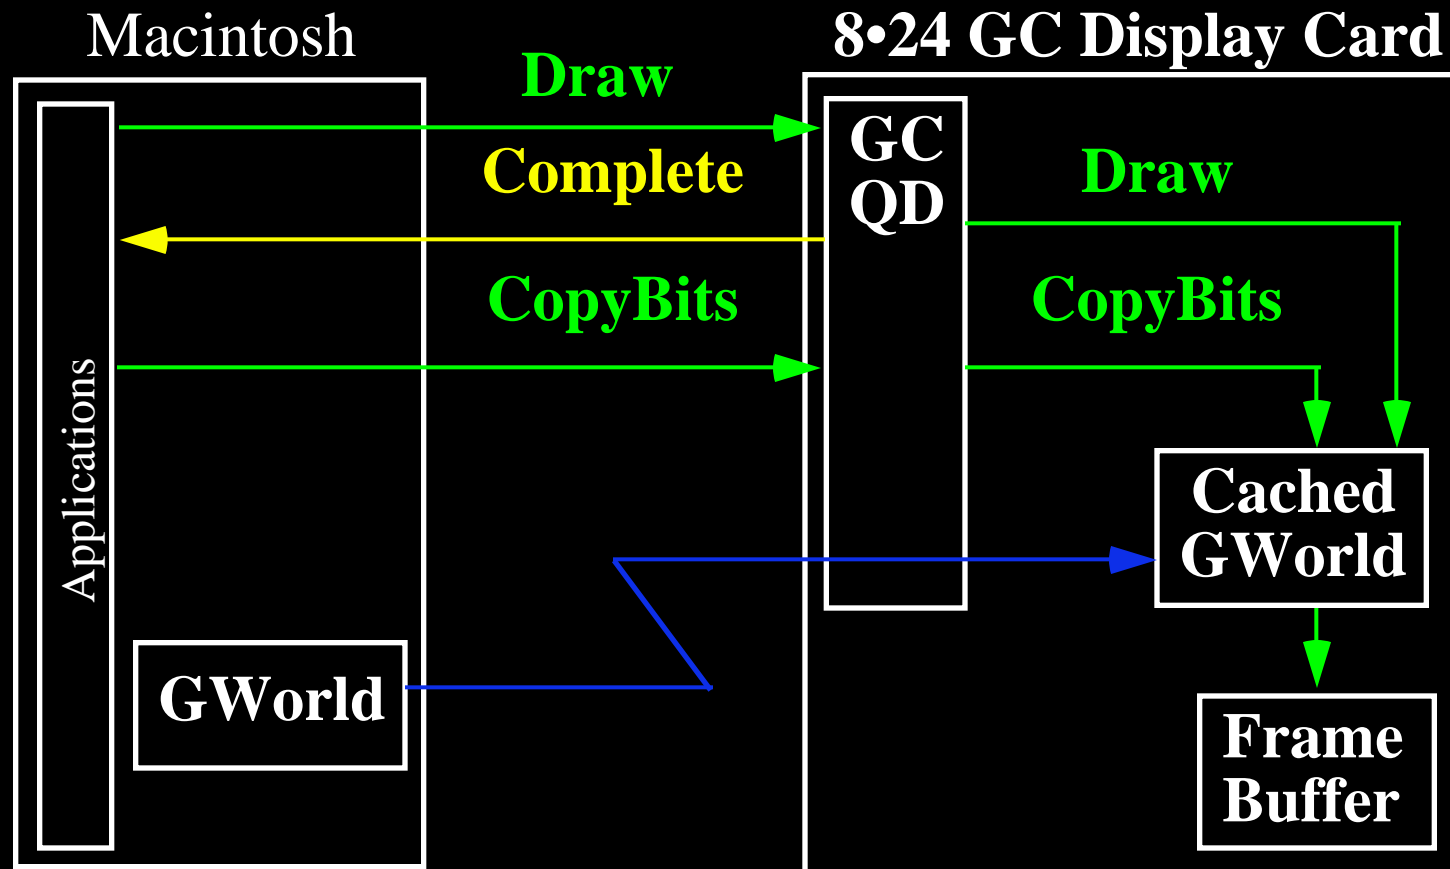 Macintosh
8•24 GC Display Card
Draw
GC
QD
Complete
Draw
CopyBits
CopyBits
Applications
Cached
GWorld
GWorld
Frame
Buffer